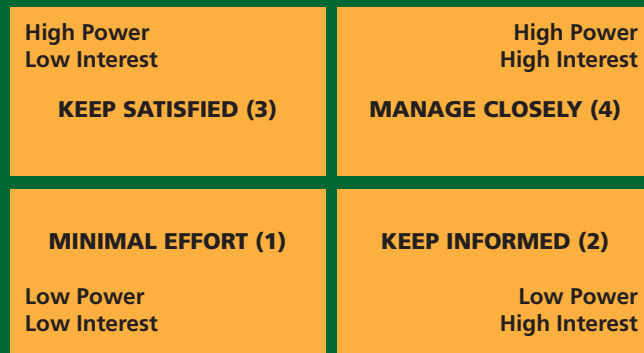 High Power
Low Interest
KEEP SATISFIED (3)
High Power
High Interest
MANAGE CLOSELY (4)
MINIMAL EFFORT (1)
Low Power
Low Interest
KEEP INFORMED (2)
Low Power
High Interest